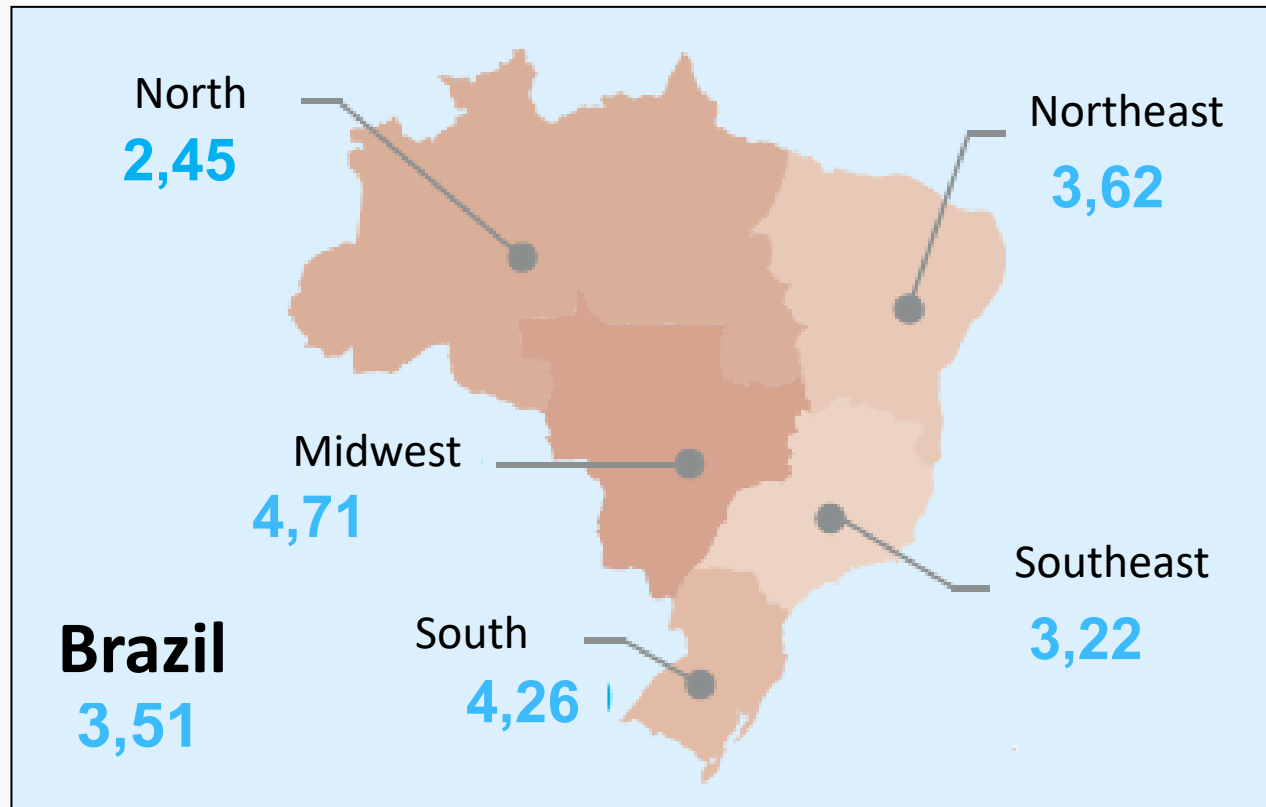 North
2,45
Northeast
3,62
Midwest
4,71
Southeast
3,22
South
4,26
Brazil
3,51